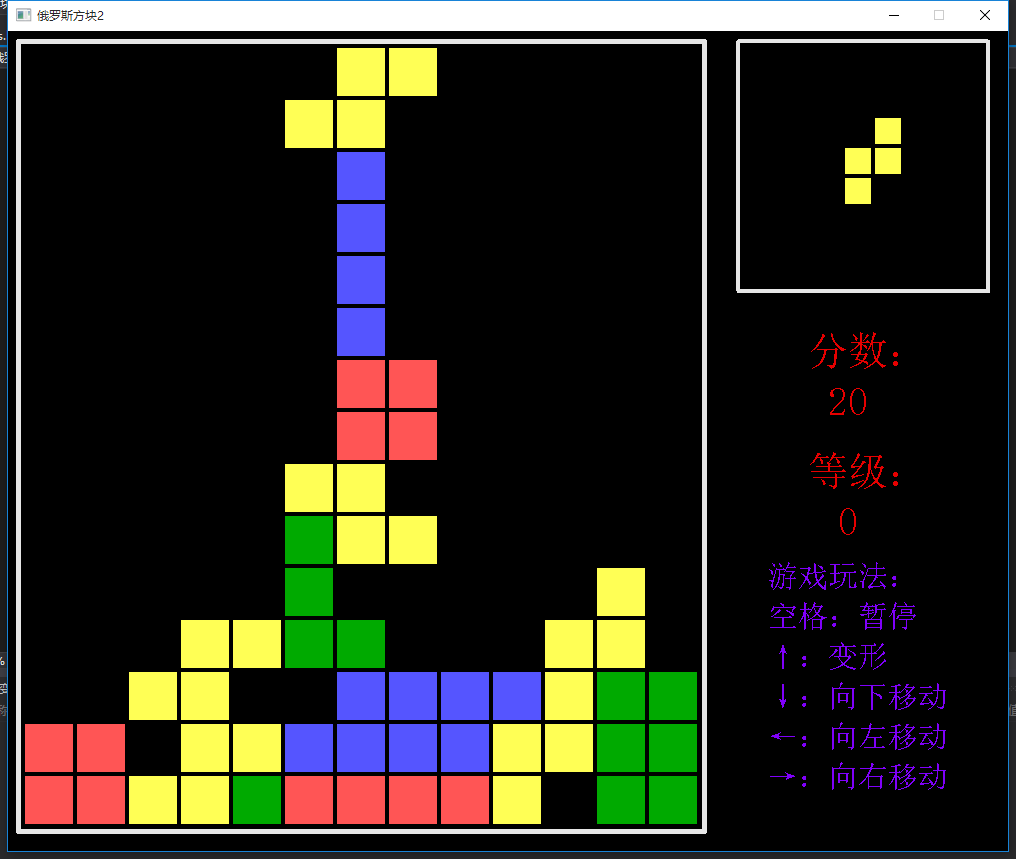 俄罗斯方块2
分数：
20
等级：
0
游戏玩法：
空格：暂停
↑：变形
↓：向下移动
←：向左移动
→：向右移动